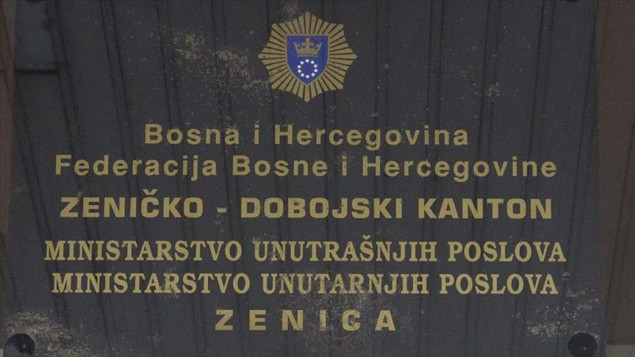 Bosna i Hercegovina
Federacija Bosne i Hercegovine
ZENIČKO - DOBOJSKI KANTON
MINISTARSTVO UNUTRAŠNJIH POSLOVA
MINISTARSTVO UNUTARNJIH POSLOVA
ZENICA